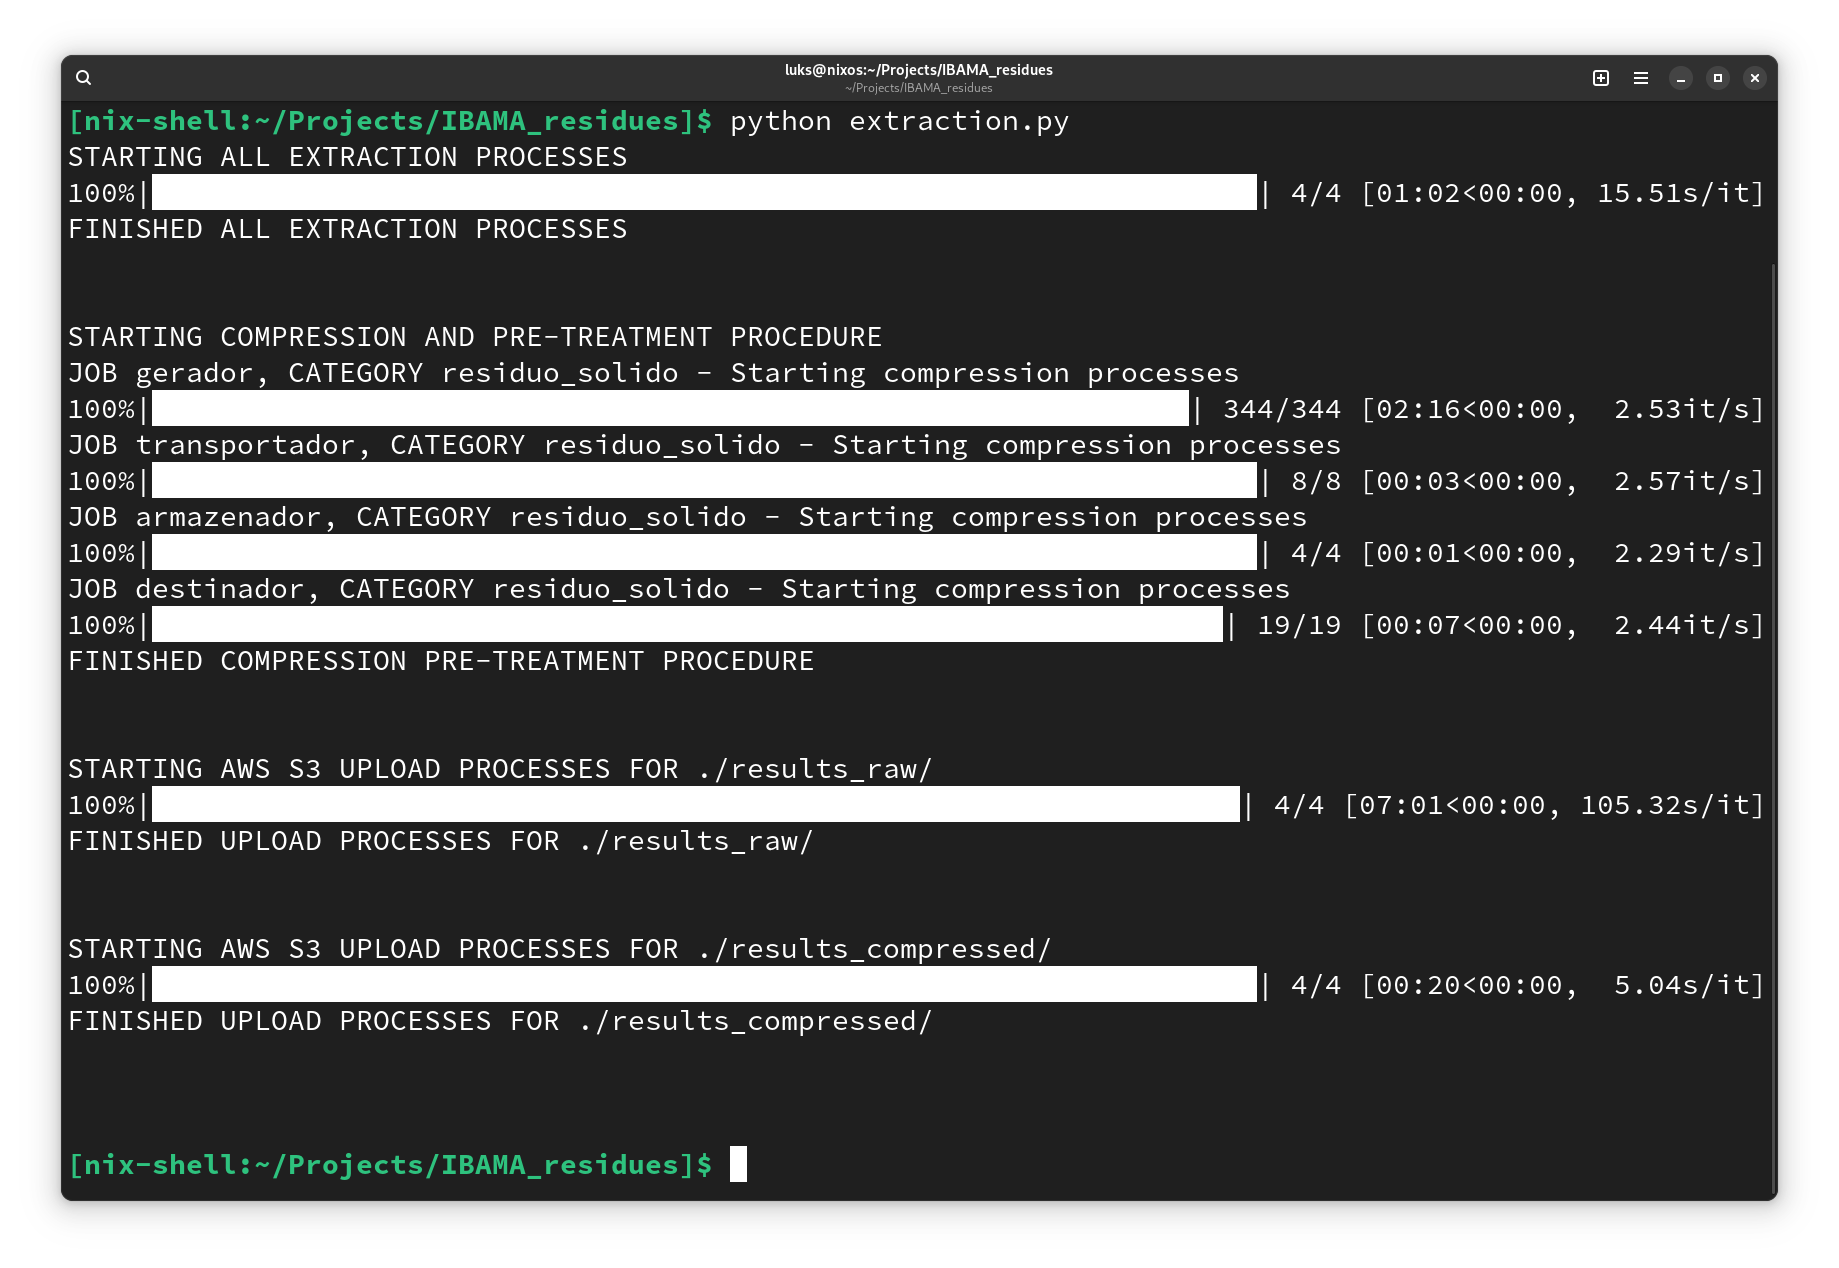 luks@nixos:~/Projects/IBAMA_residues
~/Projects/IBAMA_residues
[nix-shell:~/Projects/IBAMA_residues]$ python extraction.py
STARTING ALL EXTRACTION PROCESSES
100%| | 4/4 [01:02<00:00, 15.51s/it]
FINISHED ALL EXTRACTION PROCESSES
STARTING COMPRESSION AND PRE-TREATMENT PROCEDURE
JOB gerador, CATEGORY residuo_solido - Starting compression processes
100%| | 344/344 [02:16<00:00,  2.53it/s]
JOB transportador, CATEGORY residuo_solido - Starting compression processes
100%| | 8/8 [00:03<00:00,  2.57it/s]
JOB armazenador, CATEGORY residuo_solido - Starting compression processes
100%| | 4/4 [00:01<00:00,  2.29it/s]
JOB destinador, CATEGORY residuo_solido - Starting compression processes
100%| | 19/19 [00:07<00:00,  2.44it/s]
FINISHED COMPRESSION PRE-TREATMENT PROCEDURE
STARTING AWS S3 UPLOAD PROCESSES FOR ./results_raw/
100%| | 4/4 [07:01<00:00, 105.32s/it]
FINISHED UPLOAD PROCESSES FOR ./results_raw/
STARTING AWS S3 UPLOAD PROCESSES FOR ./results_compressed/
100%| | 4/4 [00:20<00:00,  5.04s/it]
FINISHED UPLOAD PROCESSES FOR ./results_compressed/
[nix-shell:~/Projects/IBAMA_residues]$